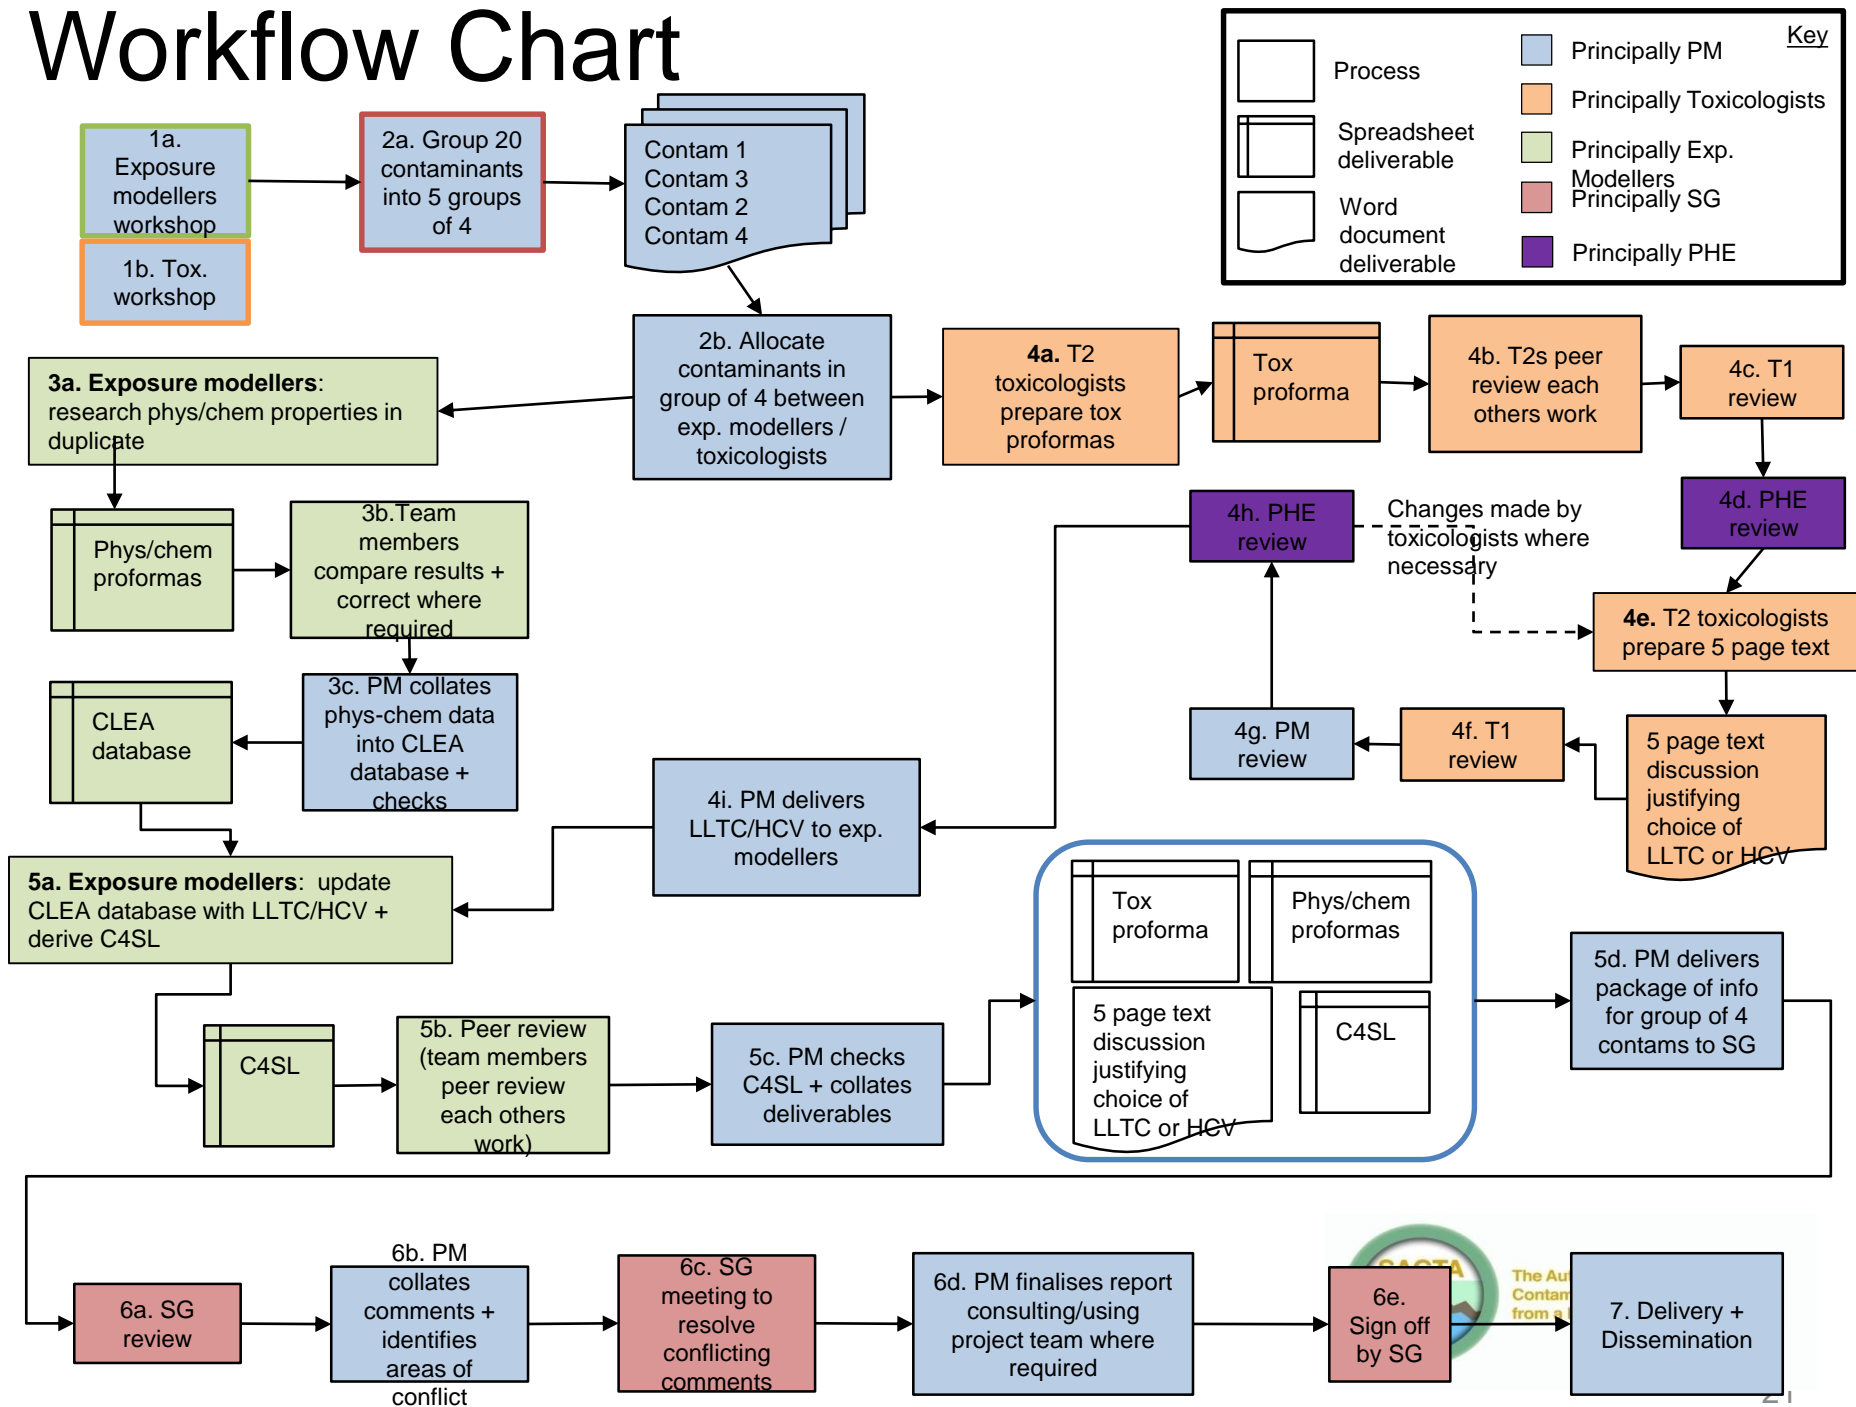 Workflow Chart
Key
Process
Spreadsheet
deliverable
Word
document
deliverable
Principally PM
Principally Toxicologists
Principally Exp.
Modellers
Principally SG
Principally PHE
1a.
Exposure
modellers
workshop
1b. Tox.
workshop
2a. Group 20
contaminants
into 5 groups
of 4
Contam 1
Contam 3
Contam 2
Contam 4
2b. Allocate
contaminants in
group of 4 between
exp. modellers /
toxicologists
3a. Exposure modellers:
research phys/chem properties in
duplicate
4a. T2
toxicologists
prepare tox
proformas
Tox
proforma
4b. T2s peer
review each
others work
4c. T1
review
4d. PHE
review
4h. PHE
review
Changes made by
toxicologists where
necessary
4e. T2 toxicologists
prepare 5 page text
Phys/chem
proformas
3b.Team
members
compare results +
correct where
required
3c. PM collates
phys-chem data
into CLEA
database +
checks
CLEA
database
4g. PM
review
4f. T1
review
5 page text
discussion
justifying
choice of
LLTC or HCV
4i. PM delivers
LLTC/HCV to exp.
modellers
5a. Exposure modellers: update
CLEA database with LLTC/HCV +
derive C4SL
C4SL
5b. Peer review
(team members
peer review
each others
work)
5c. PM checks
C4SL + collates
deliverables
Tox
proforma
Phys/chem
proformas
5 page text
discussion
justifying
choice of
LLTC or HCV
C4SL
5d. PM delivers
package of info
for group of 4
contams to SG
6a. SG
review
6b. PM
collates
comments +
identifies
areas of
conflict
6c. SG
meeting to
resolve
conflicting
comments
6d. PM finalises report
consulting/using
project team where
required
6e.
Sign off
by SG
The
from a
7. Delivery +
Dissemination